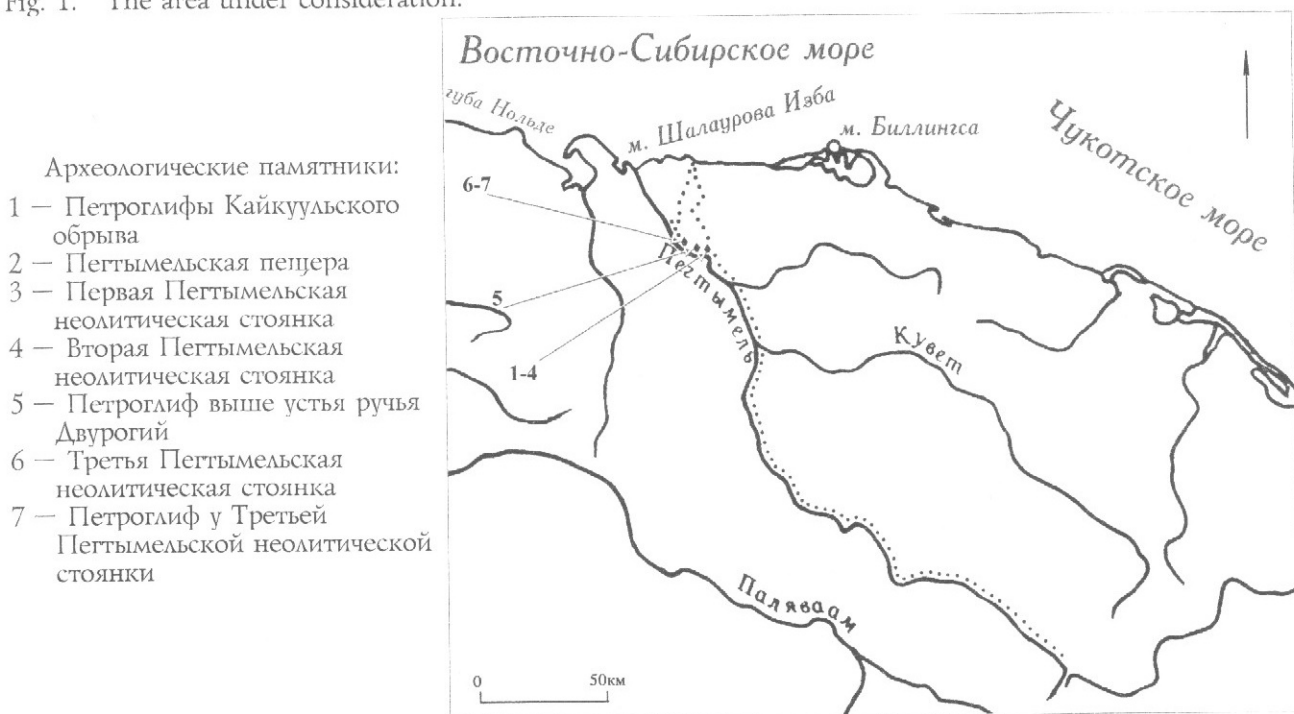 Fig. 1. The area under consideration.
Археологические памятники:
1 — Петроглифы Кайкуульского
обрыва
2 — Пегтымельская пещера
3 — Первая Пегтымельская
неолитическая стоянка
4 — Вторая Пегтымельская
неолитическая стоянка
5 — Петроглиф выше устья ручья
Двурогий
6 — Третья Пегтымельская
неолитическая стоянка
7 — Петроглиф у Третьей
Пегтымельской неолитической
стоянки
Восточно-Сибирское море
губа Нольде
м. Шалаурова Изба
м. Биллингса
Чукотское море
6-7
5
1-4
Пегтымель
Кувет
Паляваам
0 50км